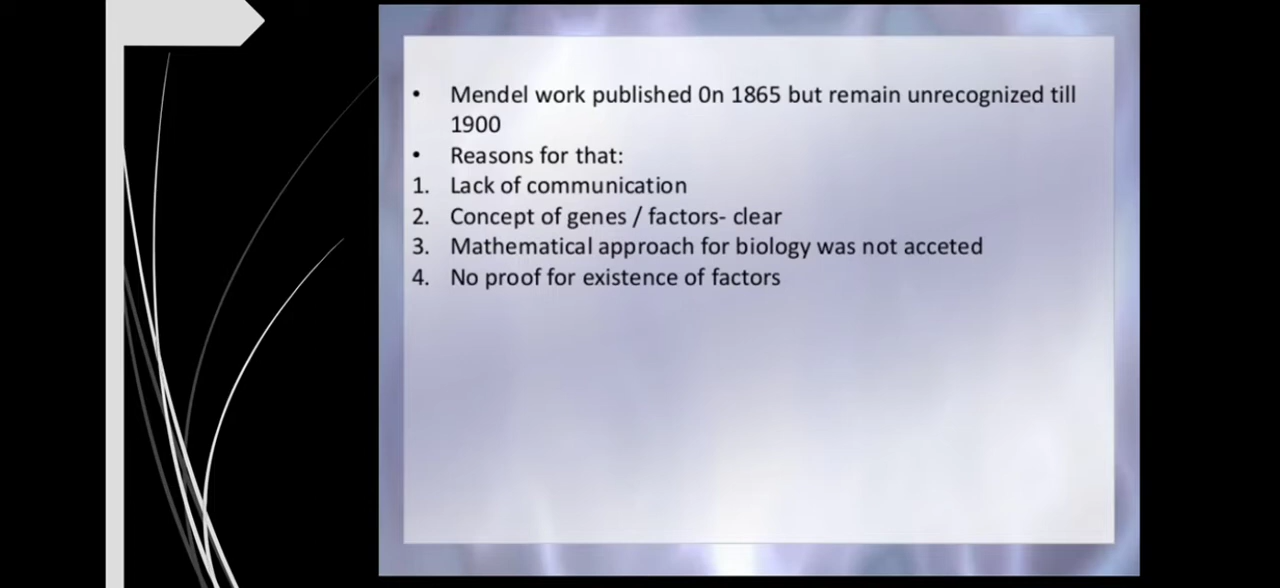 • Mendel work published 0n 1865 but remain unrecognized till
1900
• Reasons for that:
1. Lack of communication
2. Concept of genes / factors- clear
3. Mathematical approach for biology was not acceted
4. No proof for existence of factors